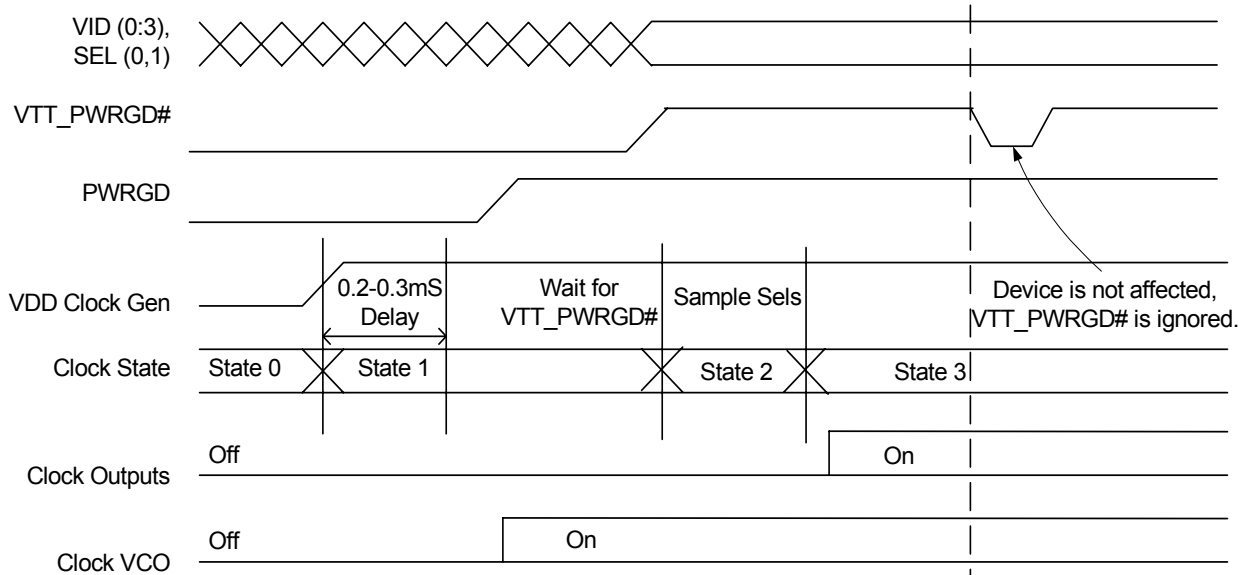 VID (0:3),
SEL (0,1)
VTT_PWRGD#
PWRGD
VDD Clock Gen
0.2-0.3mS
Delay
Wait for
VTT_PWRGD#
Sample Sels
Device is not affected,
VTT_PWRGD# is ignored.
Clock State
State 0
State 1
State 2
State 3
Clock Outputs
Off
On
Clock VCO
Off
On